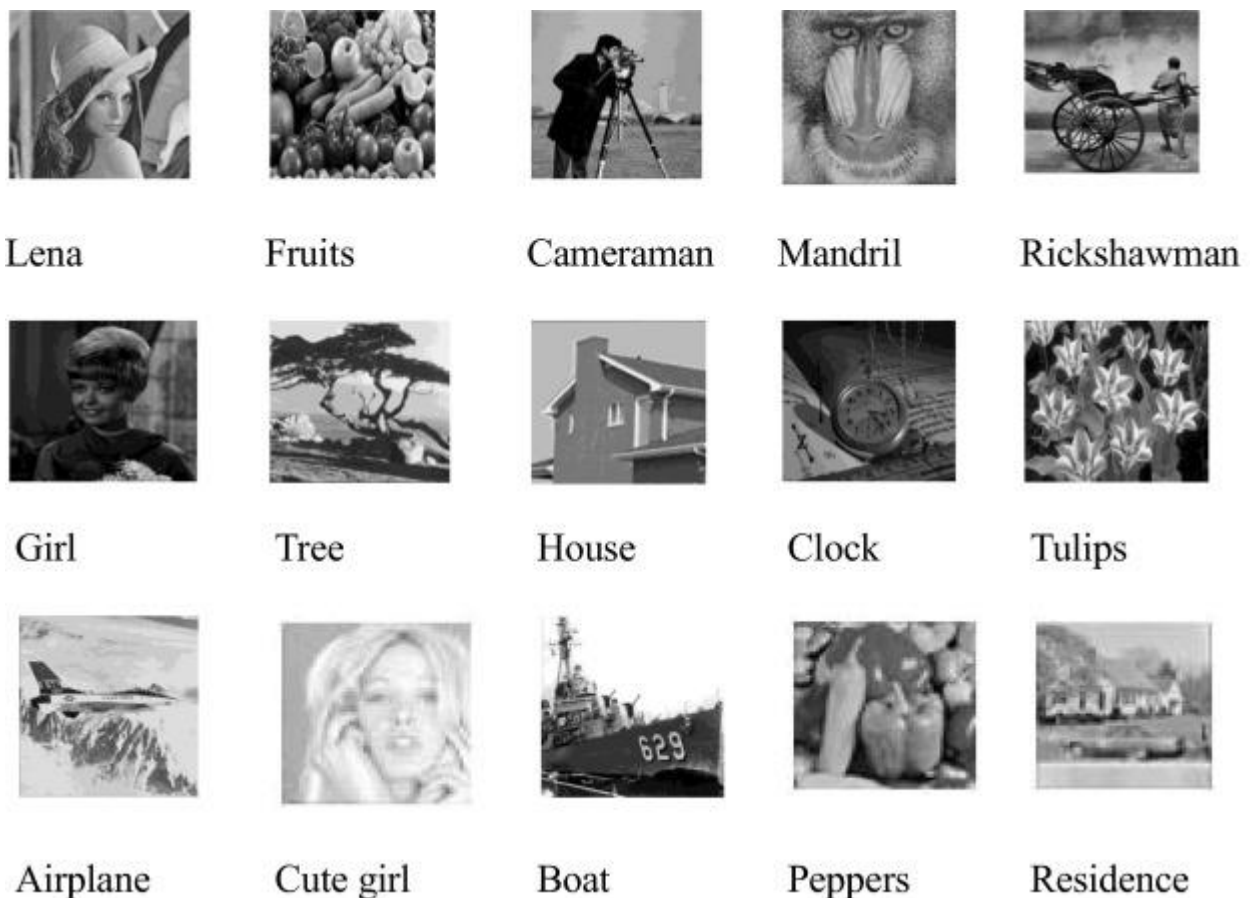 Lena Fruits Cameraman Mandril Rickshawman
Girl Tree House Clock Tulips
629
Airplane Cute girl Boat Peppers Residence